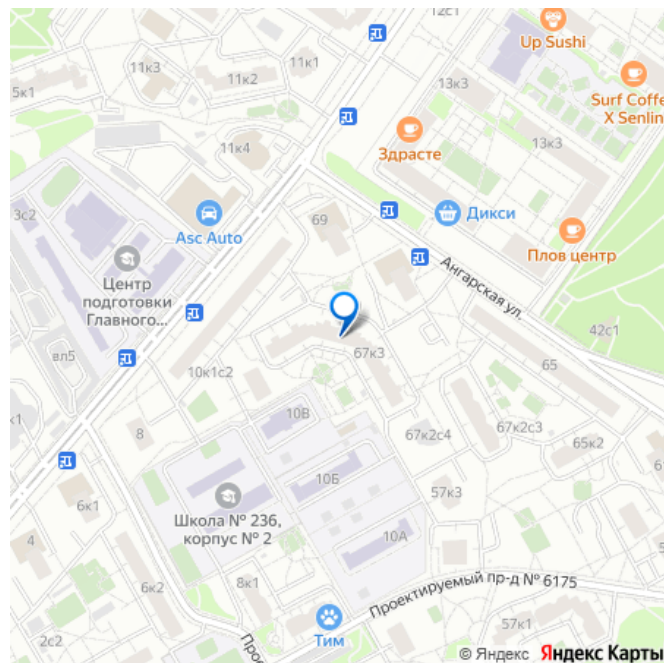 12с1
Up Sushi
11к3
11к1
11к2
5к1
13к3
Surf Coffe
X Senlin
13к3
Здрасте
11к4
3с2
69
Asc Auto
Дикси
Плов центр
Центр
подготовки
Главного...
Ангарская ул.
42с1
вл5
67к3
65
10к1с2
к1
10В
8
67к2с4
67к2с3
65к2
10Б
57к3
6к1
Школа № 236,
корпус № 2
4
10А
8к1
6к2
Проектируемый пр-д № 6175
57к1
Тим
2с2
Прое
© Яндекс Яндекс Карты